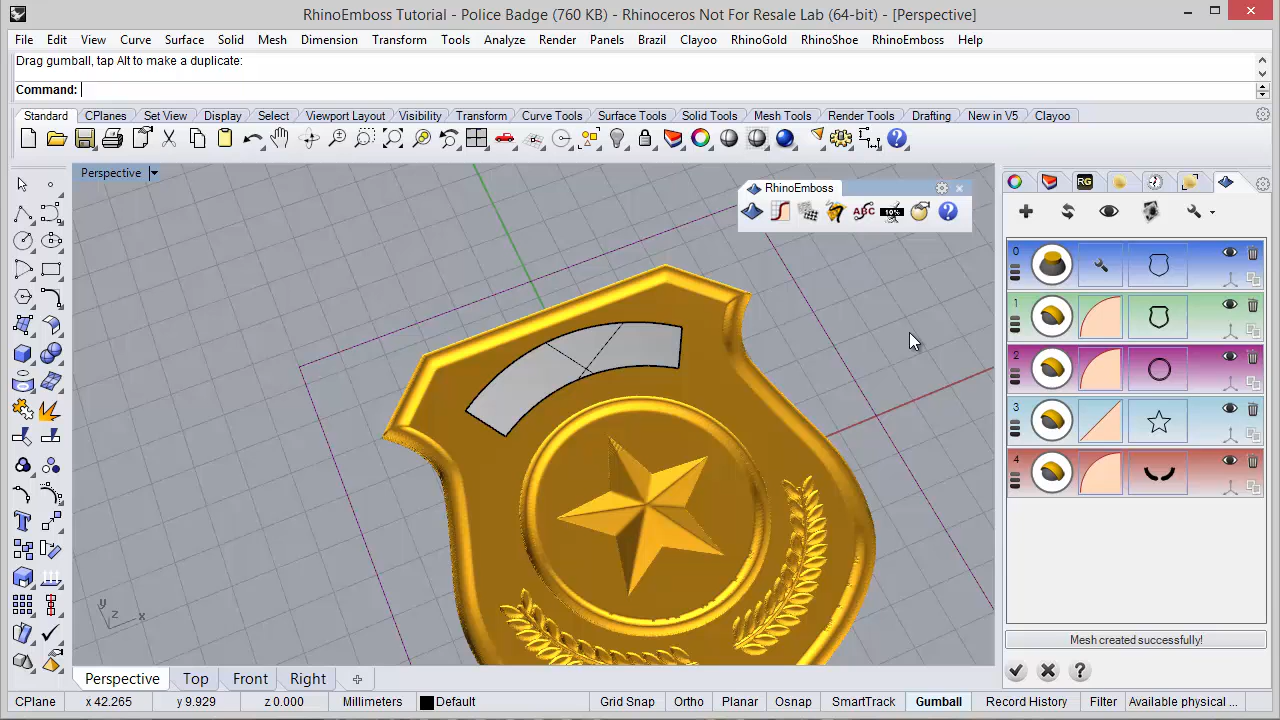 RhinoEmboss Tutorial - Police Badge (760 KB) - Rhinoceros Not For Resale Lab (64-bit) - [Perspective]
File Edit View Curve Surface Solid Mesh Dimension Transform Tools Analyze Render Panels Brazil Clayoo RhinoGold RhinoShoe RhinoEmboss Help
Drag gumball, tap Alt to make a duplicate:
Command:
Standard CPlanes Set View Display Select Viewport Layout Visibility Transform Curve Tools Surface Tools Solid Tools Mesh Tools Render Tools Drafting New in V5 Clayoo
Perspective
RhinoEmboss
RG
ABC 10%
0
1
2
3
4
y
z x
Mesh created successfully!
Perspective Top Front Right
CPlane x 42.265 y 9.929 z 0.000 Millimeters Default Grid Snap Ortho Planar Osnap SmartTrack Gumball Record History Filter Available physical ...